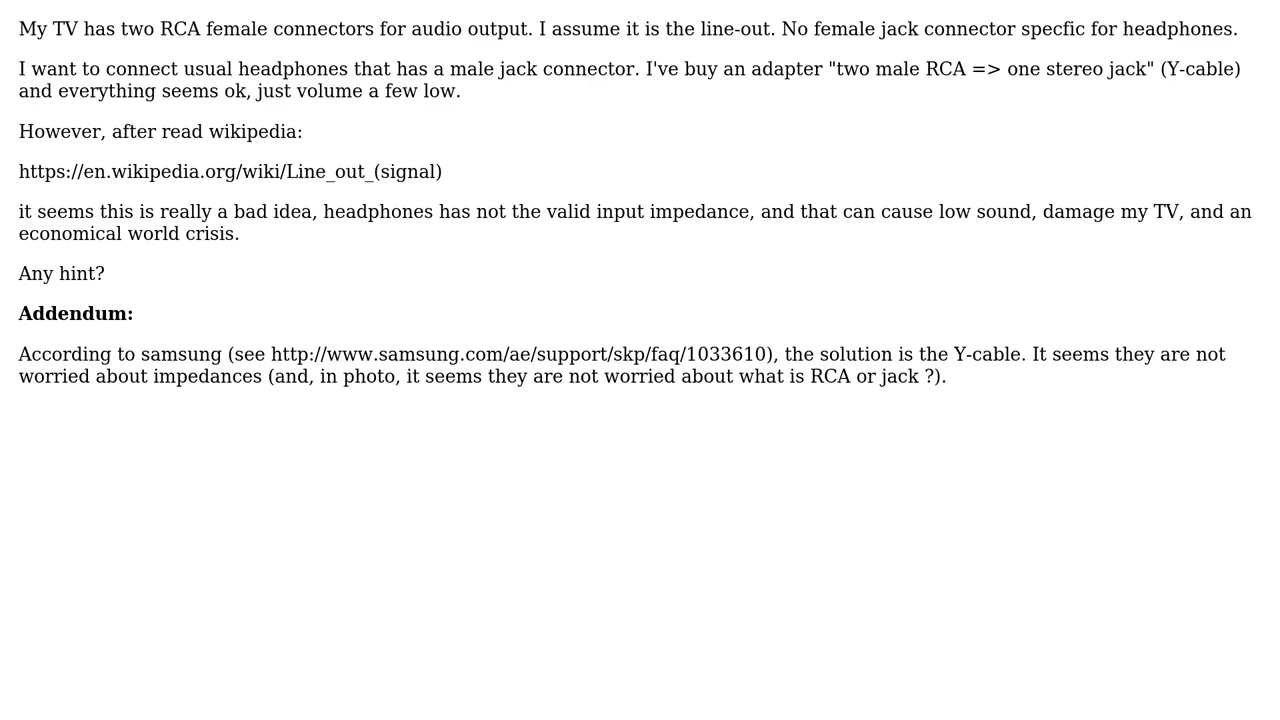 My TV has two RCA female connectors for audio output. I assume it is the line-out. No female jack connector specfic for headphones.
I want to connect usual headphones that has a male jack connector. I've buy an adapter "two male RCA => one stereo jack" (Y-cable)
and everything seems ok, just volume a few low.
However, after read wikipedia:
https://en.wikipedia.org/wiki/Line_out_(signal)
it seems this is really a bad idea, headphones has not the valid input impedance, and that can cause low sound, damage my TV, and an
economical world crisis.
Any hint?
Addendum:
According to samsung (see http://www.samsung.com/ae/support/skp/faq/1033610), the solution is the Y-cable. It seems they are not
worried about impedances (and, in photo, it seems they are not worried about what is RCA or jack ?).